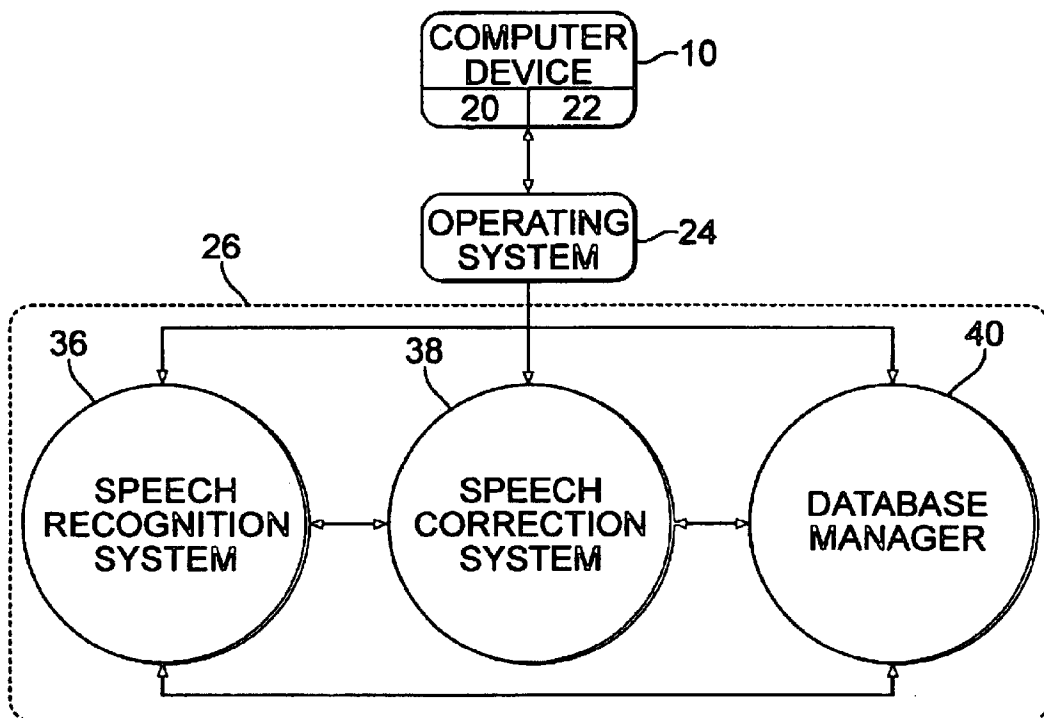 COMPUTER
DEVICE
10
20 22
OPERATING
SYSTEM
24
26
36
38
40
SPEECH
RECOGNITION
SYSTEM
SPEECH
CORRECTION
SYSTEM
DATABASE
MANAGER